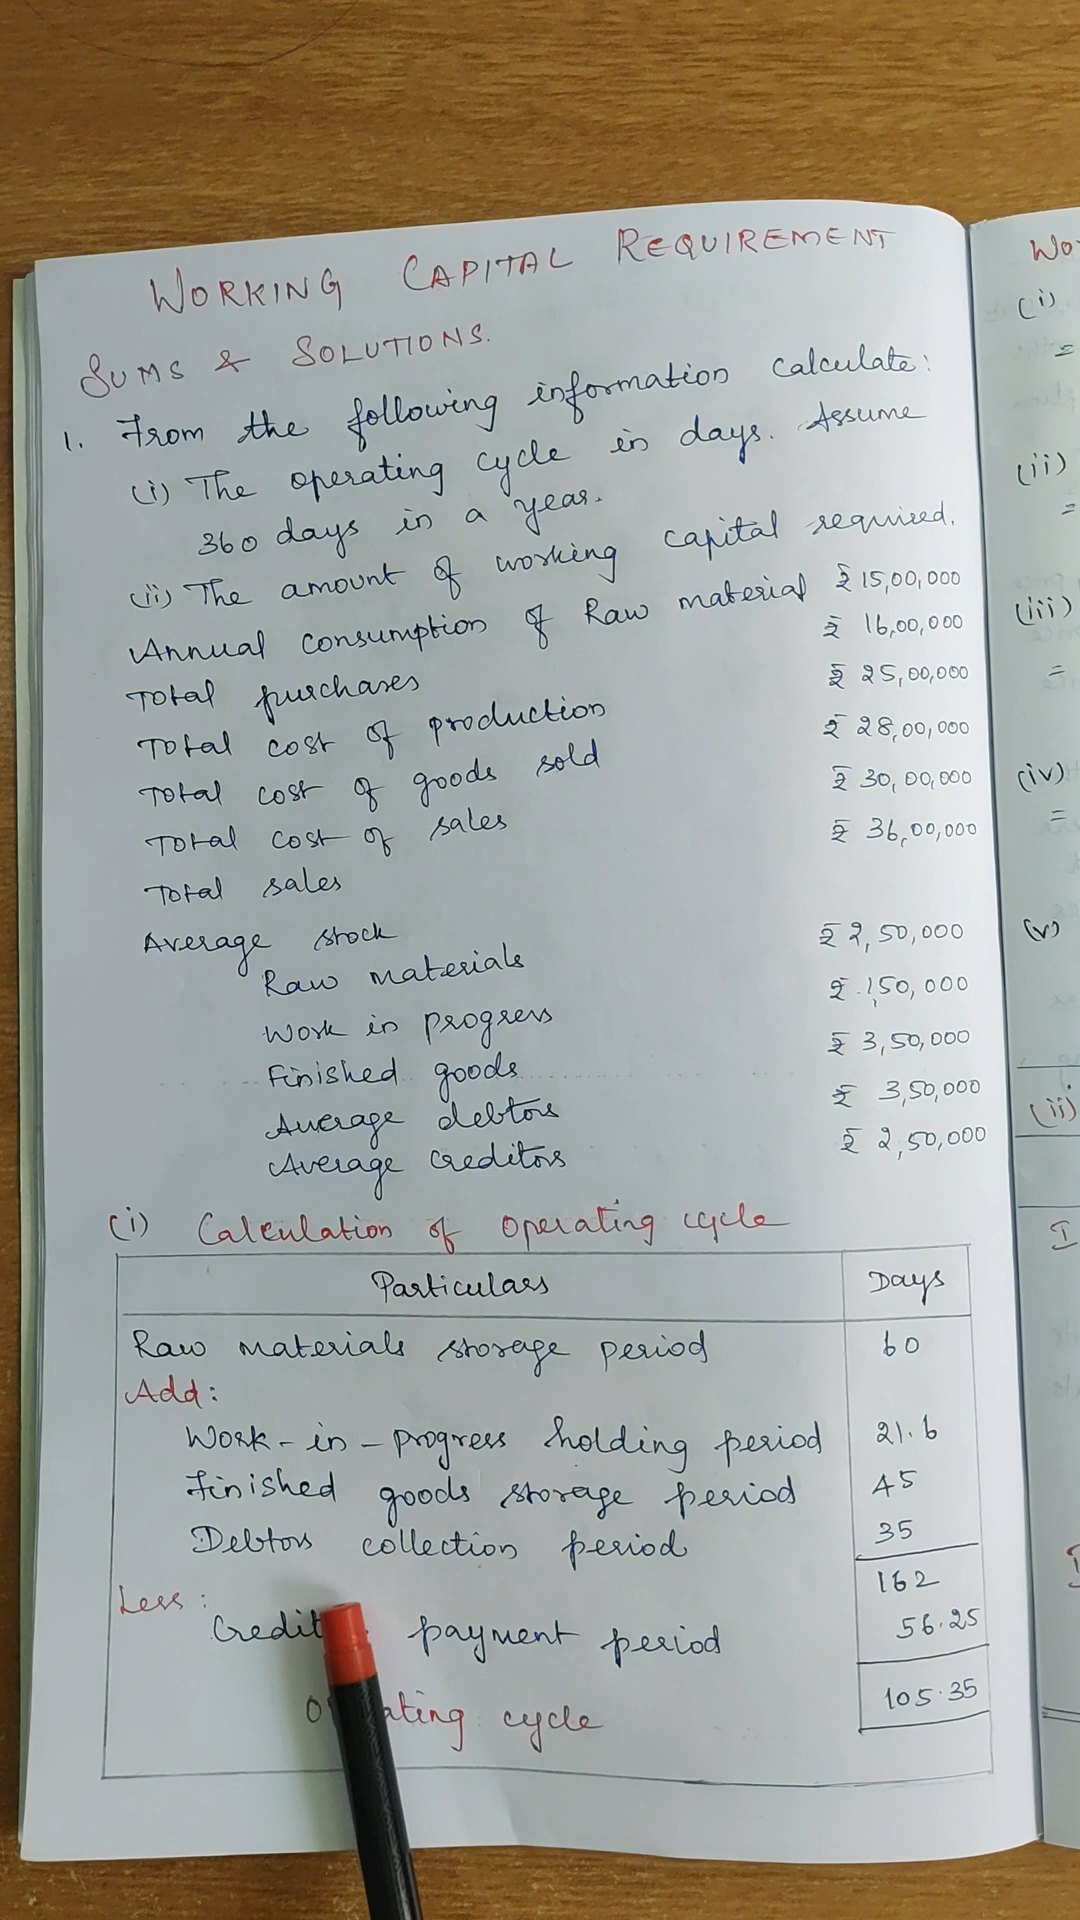 WORKING CAPITAL REQUIREMENT
SUMS & SOLUTIONS.
1. From the following information calculate:
(i) The operating cycle in days. Assume
360 days in a year.
(ii) The amount of working capital required.
Annual consumption of Raw material ₹ 15,00,000
Total purchases ₹ 16,00,000
Total cost of production ₹ 25,00,000
Total cost of goods sold ₹ 28,00,000
Total cost of sales ₹ 30,00,000
Total sales ₹ 36,00,000
Average stock
Raw materials ₹ 2,50,000
Work in progress ₹ 1,50,000
Finished goods ₹ 3,50,000
Average debtors ₹ 3,50,000
Average creditors ₹ 2,50,000
(i) Calculation of operating cycle
Particulars Days
Raw materials storage period 60
Add:
Work-in-progress holding period 21.6
Finished goods storage period 45
Debtors collection period 35
162
Less:
payment period 56.25
cycle 105.35
(i)
=
(ii)
=
(iii)
=
(iv)
=
(v)
(ii)